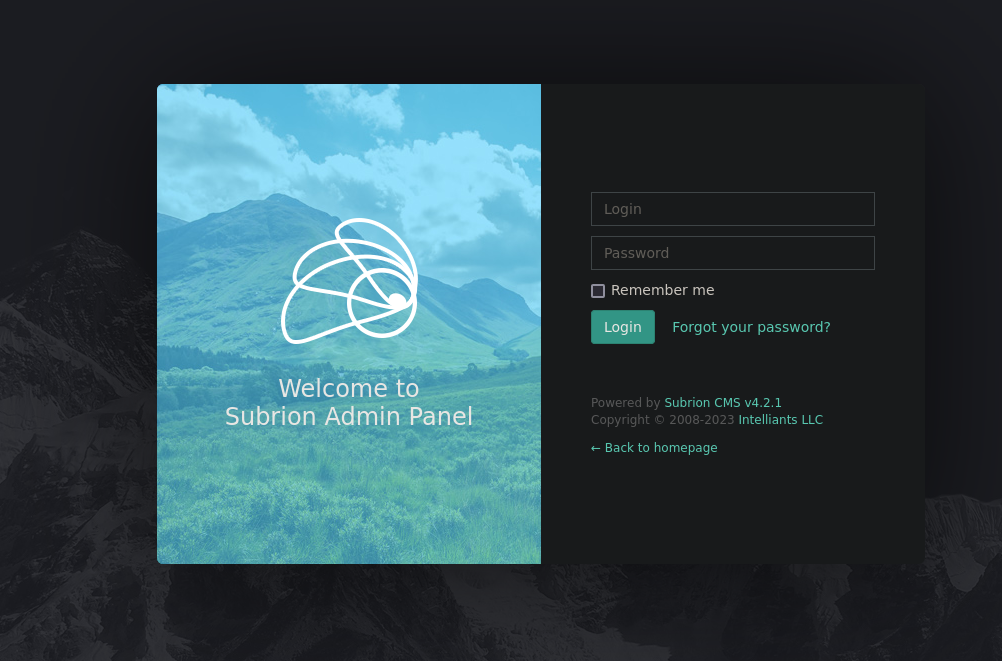 Welcome to
Subrion Admin Panel
Login
Password
Remember me
Login Forgot your password?
Powered by Subrion CMS v4.2.1
Copyright © 2008-2023 Intelliants LLC
← Back to homepage